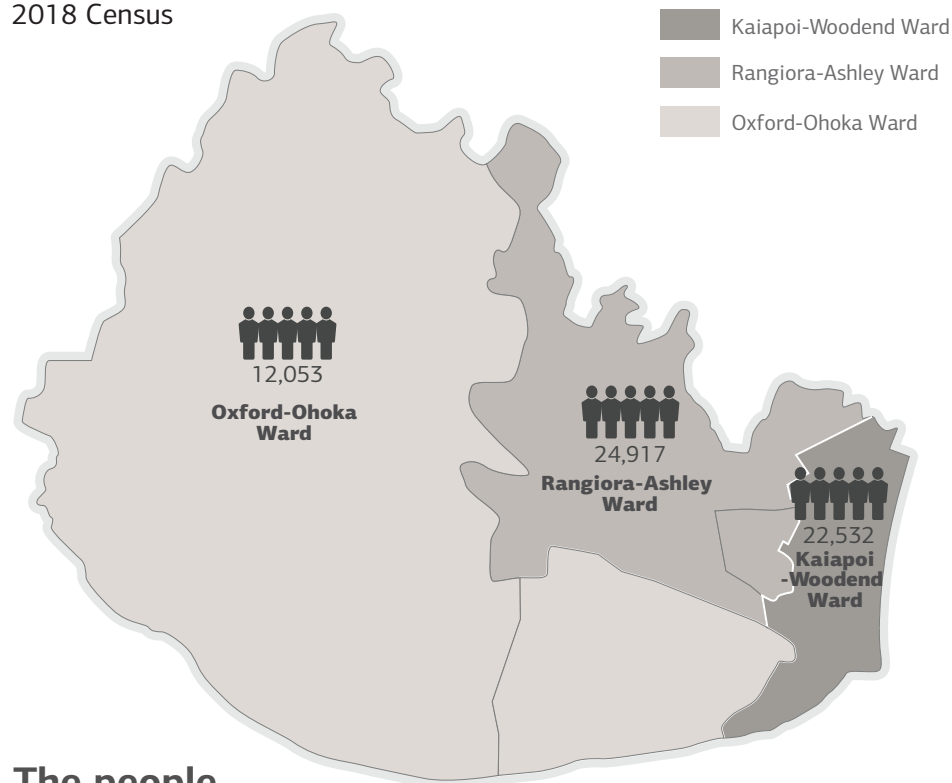 2018 Census
Kaiapoi-Woodend Ward
Rangiora-Ashley Ward
Oxford-Ohoka Ward
12,053
Oxford-Ohoka
Ward
24,917
Rangiora-Ashley
Ward
22,532
Kaiapoi
-Woodend
Ward
The people